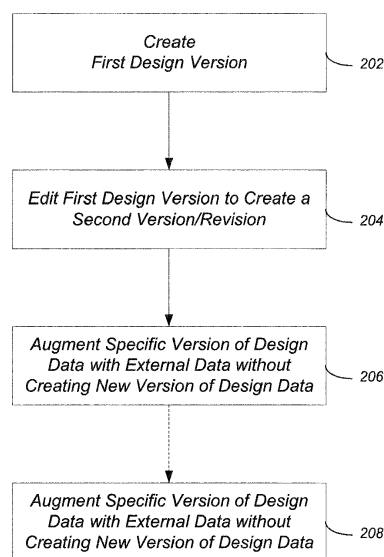 Create
First Design Version
202
Edit First Design Version to Create a
Second Version/Revision
204
Augment Specific Version of Design
Data with External Data without
Creating New Version of Design Data
206
Augment Specific Version of Design
Data with External Data without
Creating New Version of Design Data
208